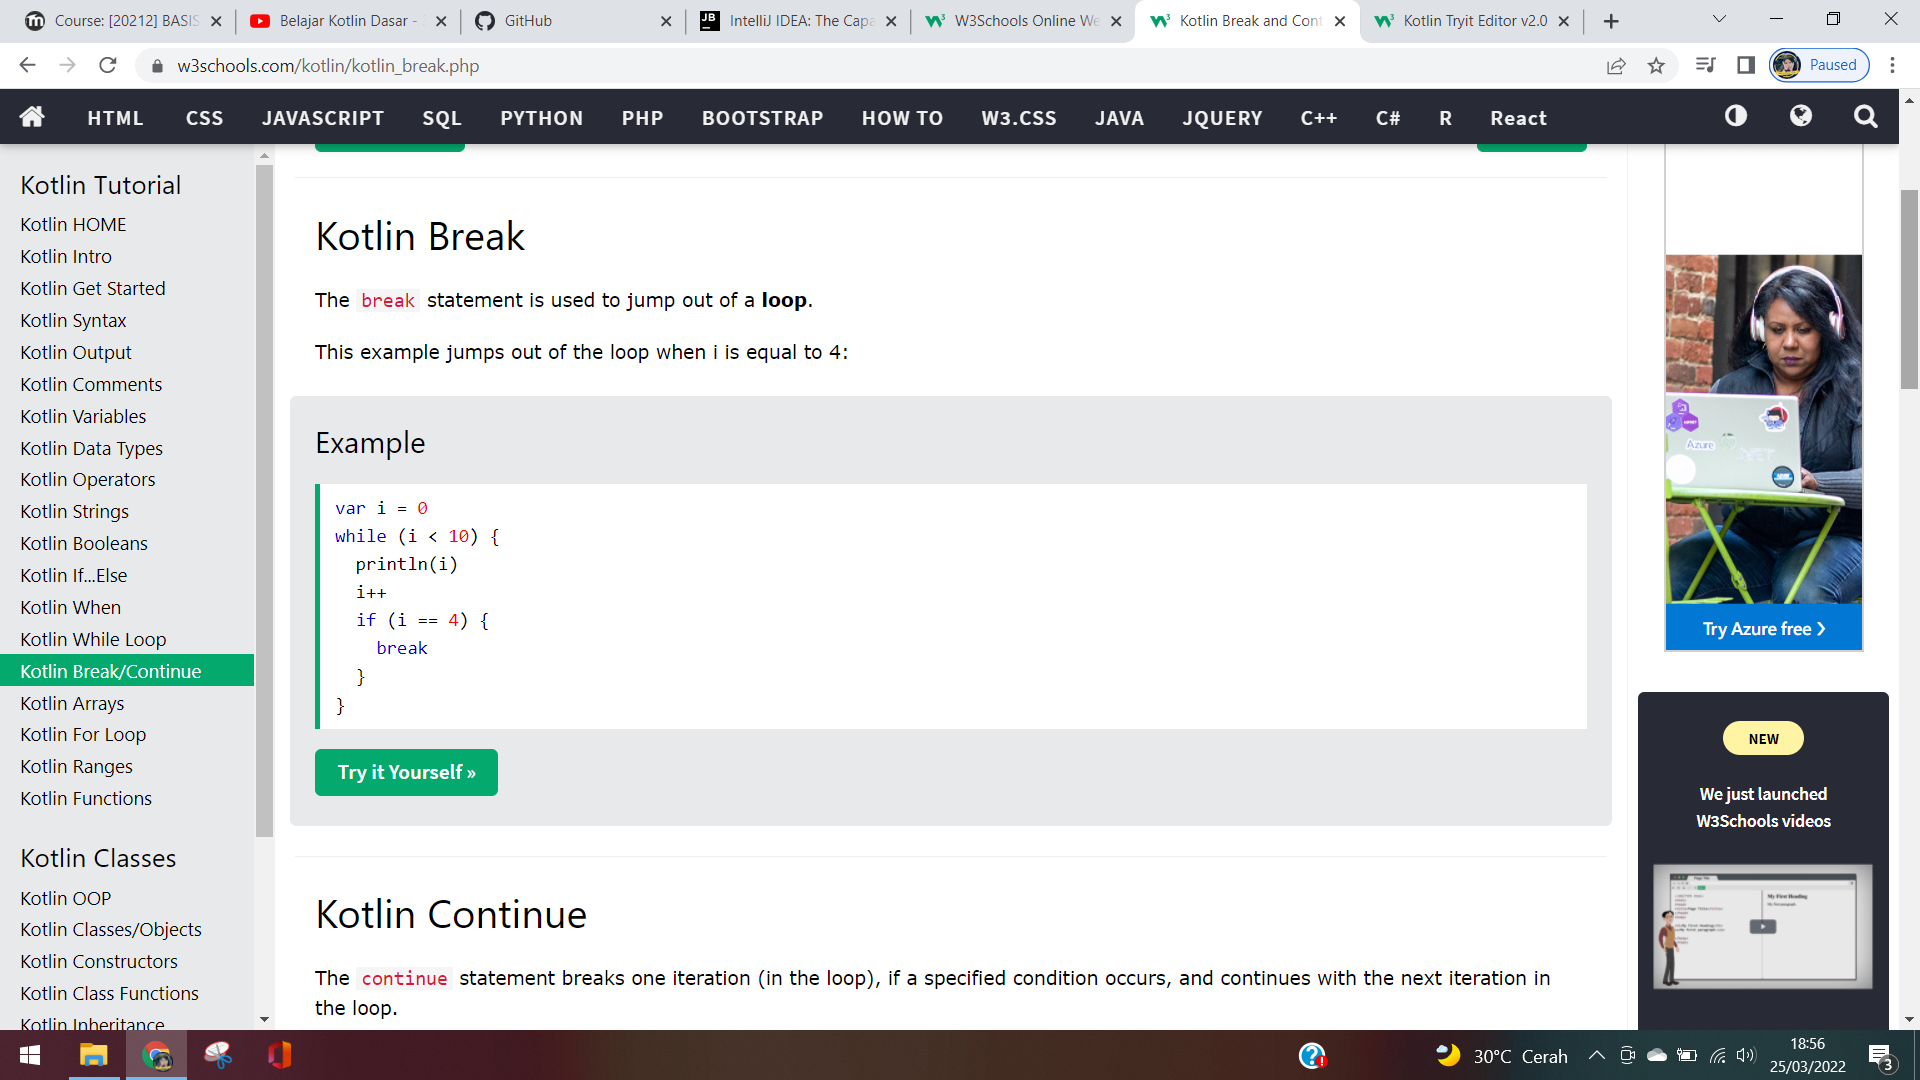 Course: [20212] BASIS
Belajar Kotlin Dasar -
GitHub
JB
IntelliJ IDEA: The Capa
W3Schools Online We
Kotlin Break and Cont
Kotlin Tryit Editor v2.0
w3schools.com/kotlin/kotlin_break.php
Paused
HTML CSS JAVASCRIPT SQL PYTHON PHP BOOTSTRAP HOW TO W3.CSS JAVA JQUERY C++ C# R React
Kotlin Tutorial
Kotlin HOME
Kotlin Intro
Kotlin Get Started
Kotlin Syntax
Kotlin Output
Kotlin Comments
Kotlin Variables
Kotlin Data Types
Kotlin Operators
Kotlin Strings
Kotlin Booleans
Kotlin If...Else
Kotlin When
Kotlin While Loop
Kotlin Break/Continue
Kotlin Arrays
Kotlin For Loop
Kotlin Ranges
Kotlin Functions
Kotlin Classes
Kotlin OOP
Kotlin Classes/Objects
Kotlin Constructors
Kotlin Class Functions
Kotlin Inheritance
Kotlin Break
The break statement is used to jump out of a loop.
This example jumps out of the loop when i is equal to 4:
Example
var i = 0
while (i < 10) {
  println(i)
  i++
  if (i == 4) {
    break
  }
}
Try it Yourself »
Kotlin Continue
The continue statement breaks one iteration (in the loop), if a specified condition occurs, and continues with the next iteration in
the loop.
Azure
Try Azure free ❯
NEW
We just launched
W3Schools videos
My First Heading
30°C Cerah
18:56
25/03/2022
3